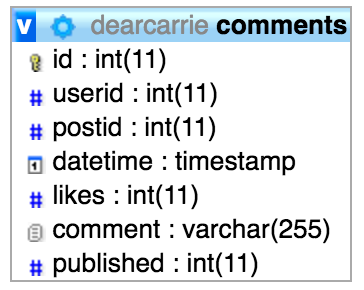 v dearcarrie comments
id : int(11)
# userid : int(11)
# postid : int(11)
datetime : timestamp
# likes : int(11)
comment : varchar(255)
# published : int(11)